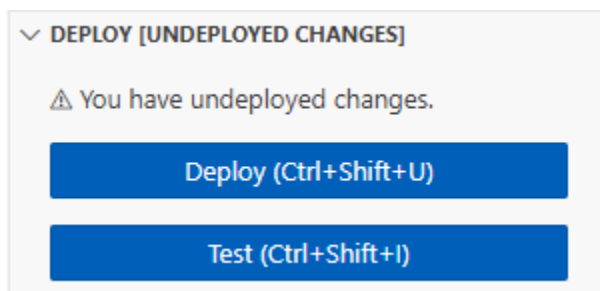 DEPLOY [UNDEPLOYED CHANGES]
You have undeployed changes.
Deploy (Ctrl+Shift+U)
Test (Ctrl+Shift+I)